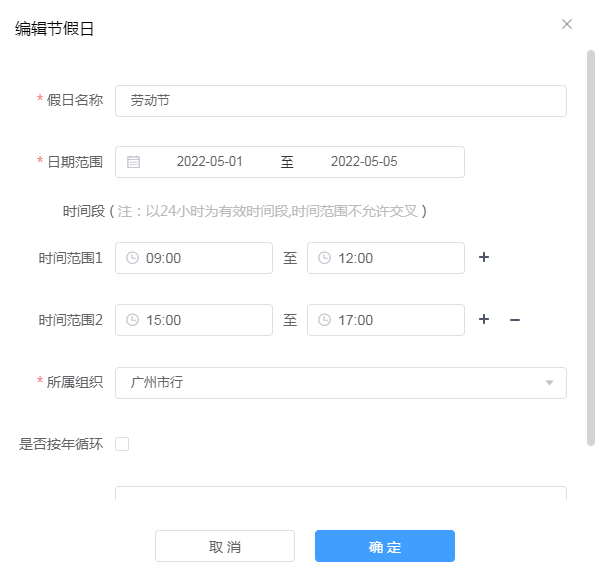 编辑节假日
* 假日名称 劳动节
* 日期范围 2022-05-01 至 2022-05-05
时间段 ( 注：以24小时为有效时间段,时间范围不允许交叉 )
时间范围1 09:00 至 12:00 +
时间范围2 15:00 至 17:00 + −
* 所属组织 广州市行
是否按年循环
取 消 确 定